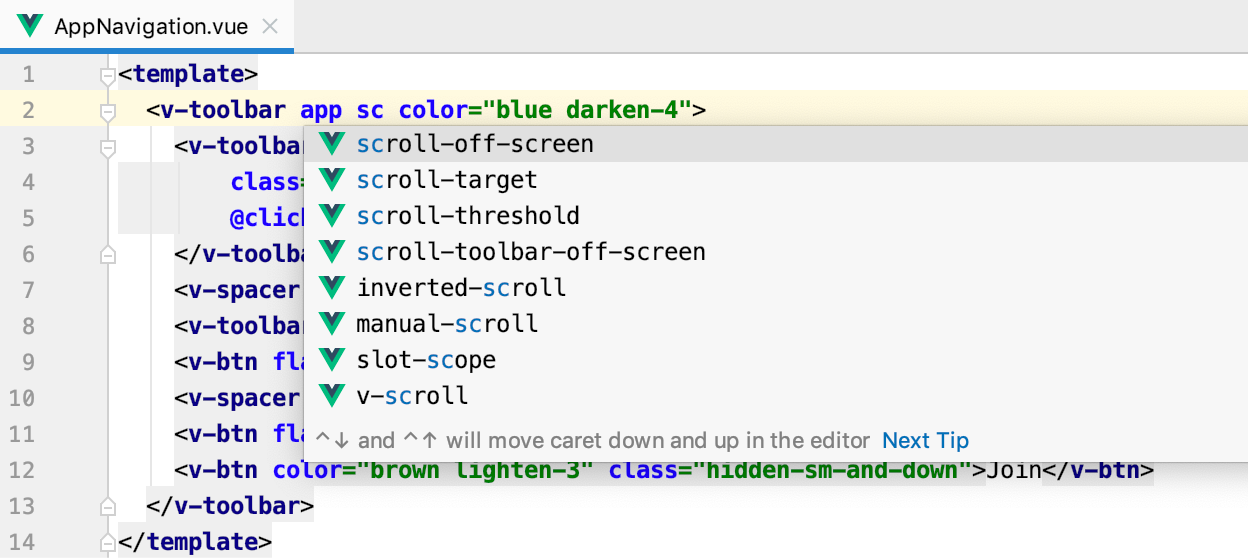 AppNavigation.vue
1 <template>
2 <v-toolbar app sc color="blue darken-4">
3 <v-toolbar
scroll-off-screen
4 class=
scroll-target
5 @click
scroll-threshold
6 </v-toolba
scroll-toolbar-off-screen
7 <v-spacer
inverted-scroll
8 <v-toolbar
manual-scroll
9 <v-btn fla
slot-scope
10 <v-spacer
v-scroll
11 <v-btn fla
^↓ and ^↑ will move caret down and up in the editor Next Tip
12 <v-btn color="brown lighten-3" class="hidden-sm-and-down">Join</v-btn>
13 </v-toolbar>
14 </template>